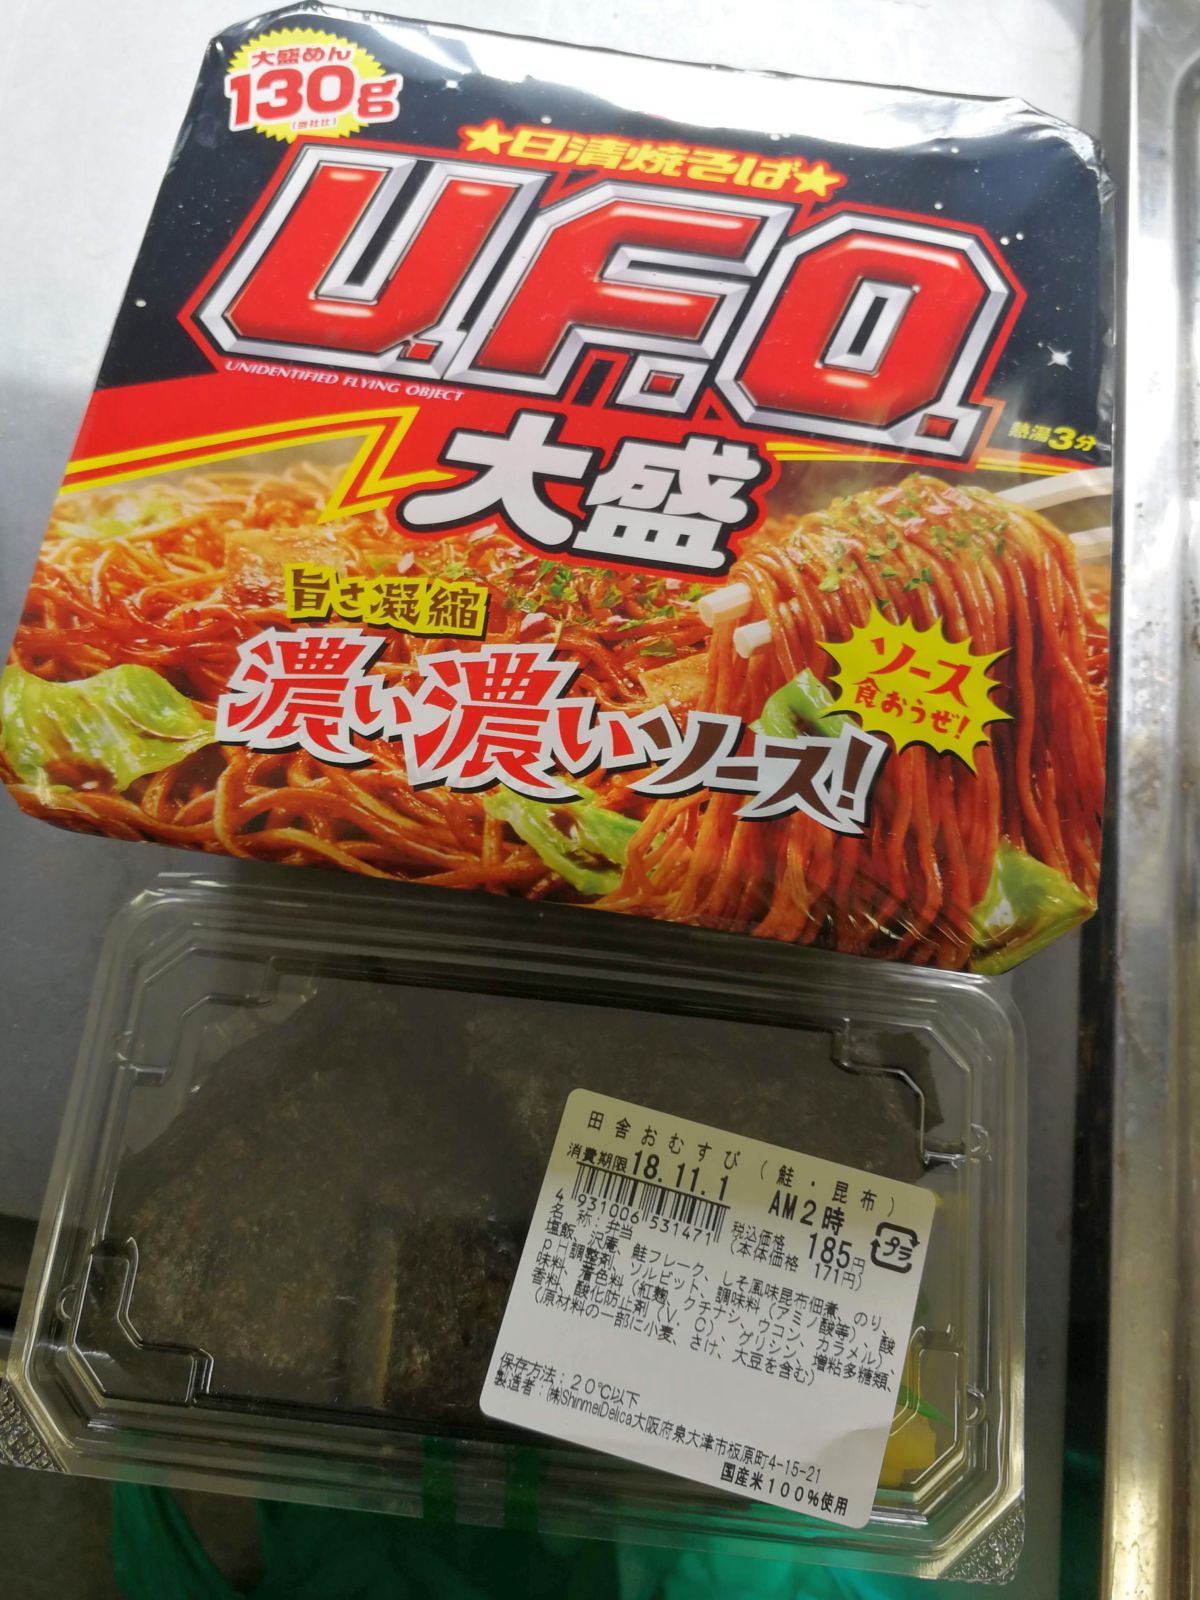 大盛めん
130g
(当社比)
★日清焼そば★
U.F.O.
UNIDENTIFIED FLYING OBJECT
熱湯3分
大盛
旨さ凝縮
濃い濃いソース!
ソース
食おうぜ!
田舎おむすび(鮭・昆布)
消費期限18.11.1 AM2時
4 931006 531471
税込価格 185円
(本体価格 171円)
プラ
名称:弁当
塩飯、沢庵、鮭フレーク、しそ風味昆布佃煮、のり、
pH調整剤、ソルビット、調味料(アミノ酸等)、酸
味料、着色料(紅麹、クチナシ、ウコン、カラメル)、
香料、酸化防止剤(V.C)、グリシン、増粘多糖類、
(原材料の一部に小麦、さけ、大豆を含む)
保存方法:20℃以下
製造者:㈱ShinmeiDelica大阪府泉大津市板原町4-15-21
国産米100%使用